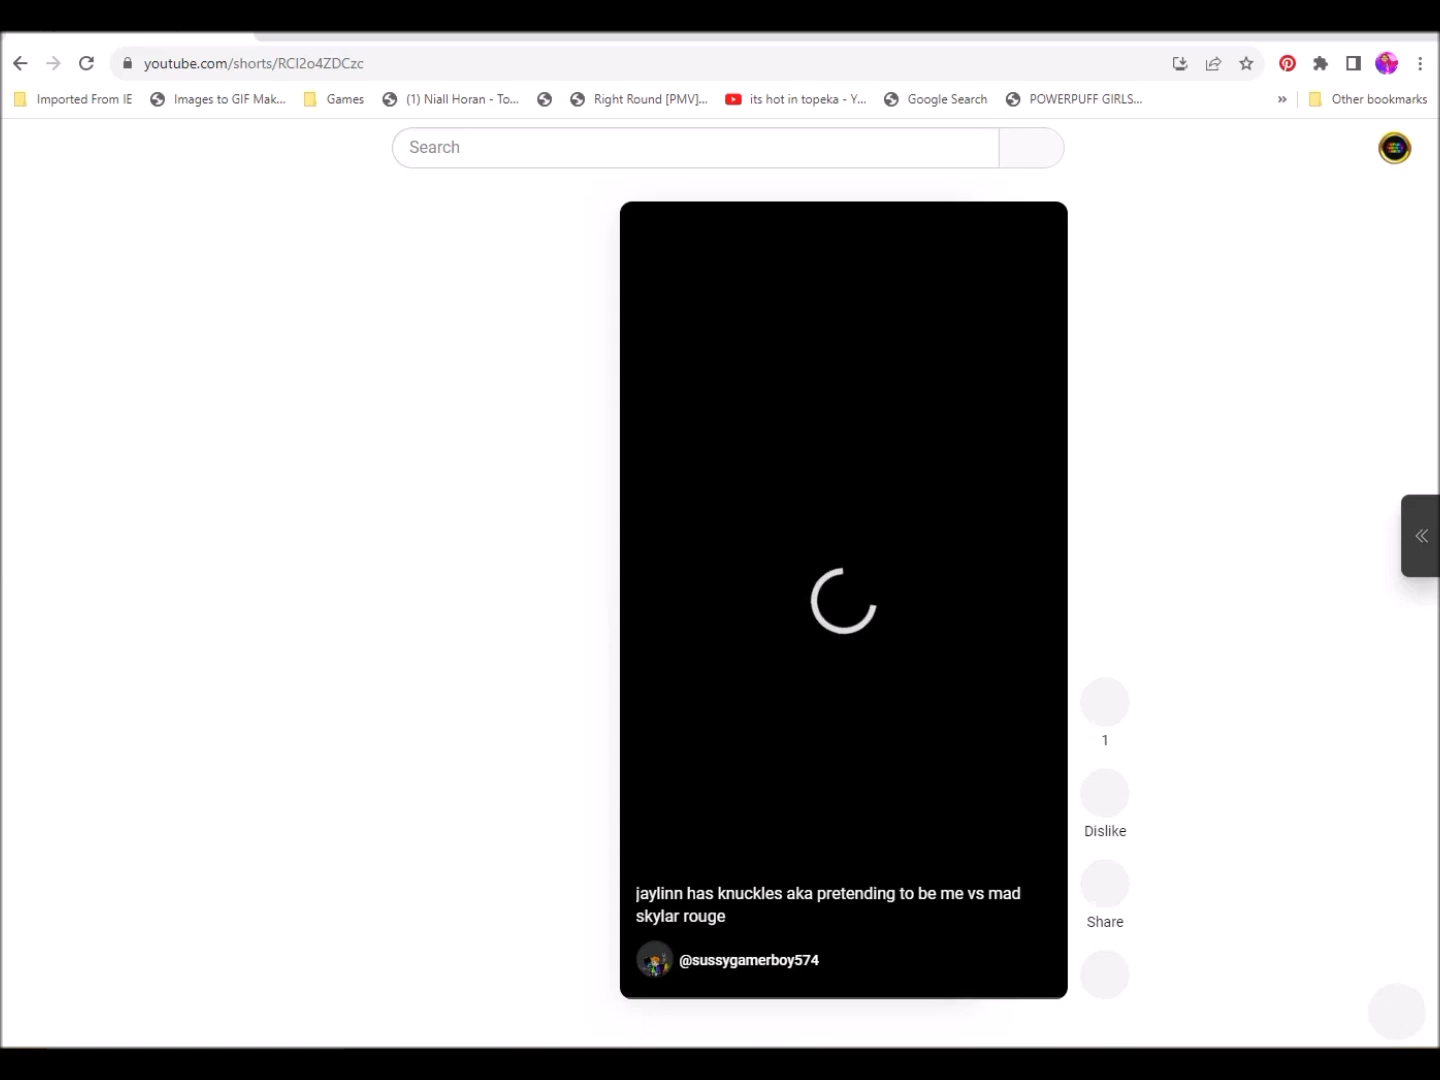 youtube.com/shorts/RCI2o4ZDCzc
Imported From IE
Images to GIF Mak...
Games
(1) Niall Horan - To...
Right Round [PMV]...
its hot in topeka - Y...
Google Search
POWERPUFF GIRLS...
»
Other bookmarks
Search
1
Dislike
Share
jaylinn has knuckles aka pretending to be me vs mad
skylar rouge
@sussygamerboy574